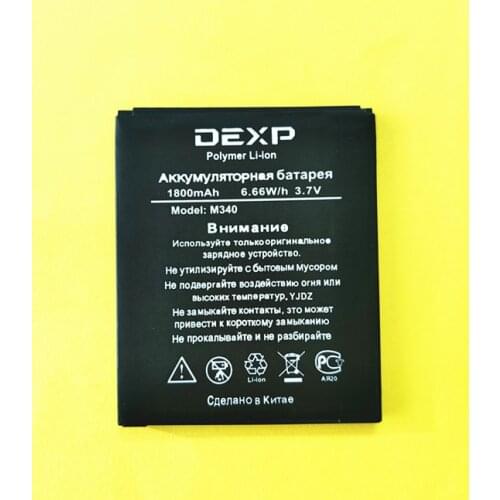 DEXP
Polymer Li-ion
Аккумуляторная батарея
1800mAh 6.66W/h 3.7V
Model: M340
Внимание
Используйте только оригинальное
зарядное устройство.
Не утилизируйте с бытовым Мусором
Не подвергайте воздействию огня или
высоких температур, YJDZ
Не замыкайте контакты, это может
привести к короткому замыканию
Не прокалывайте и не разбирайте
Li-ion АЯ20
Сделано в Китае